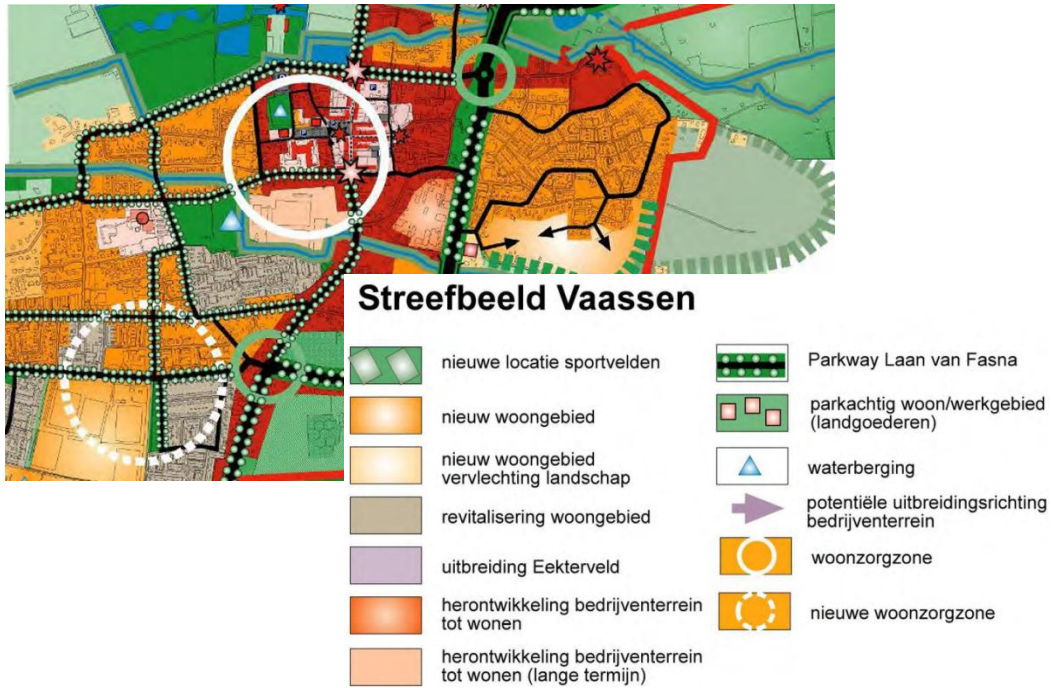 P
P
Streefbeeld Vaassen
nieuwe locatie sportvelden
nieuw woongebied
nieuw woongebied
vervlechting landschap
revitalisering woongebied
uitbreiding Eekterveld
herontwikkeling bedrijventerrein
tot wonen
herontwikkeling bedrijventerrein
tot wonen (lange termijn)
Parkway Laan van Fasna
parkachtig woon/werkgebied
(landgoederen)
waterberging
potentiële uitbreidingsrichting
bedrijventerrein
woonzorgzone
nieuwe woonzorgzone